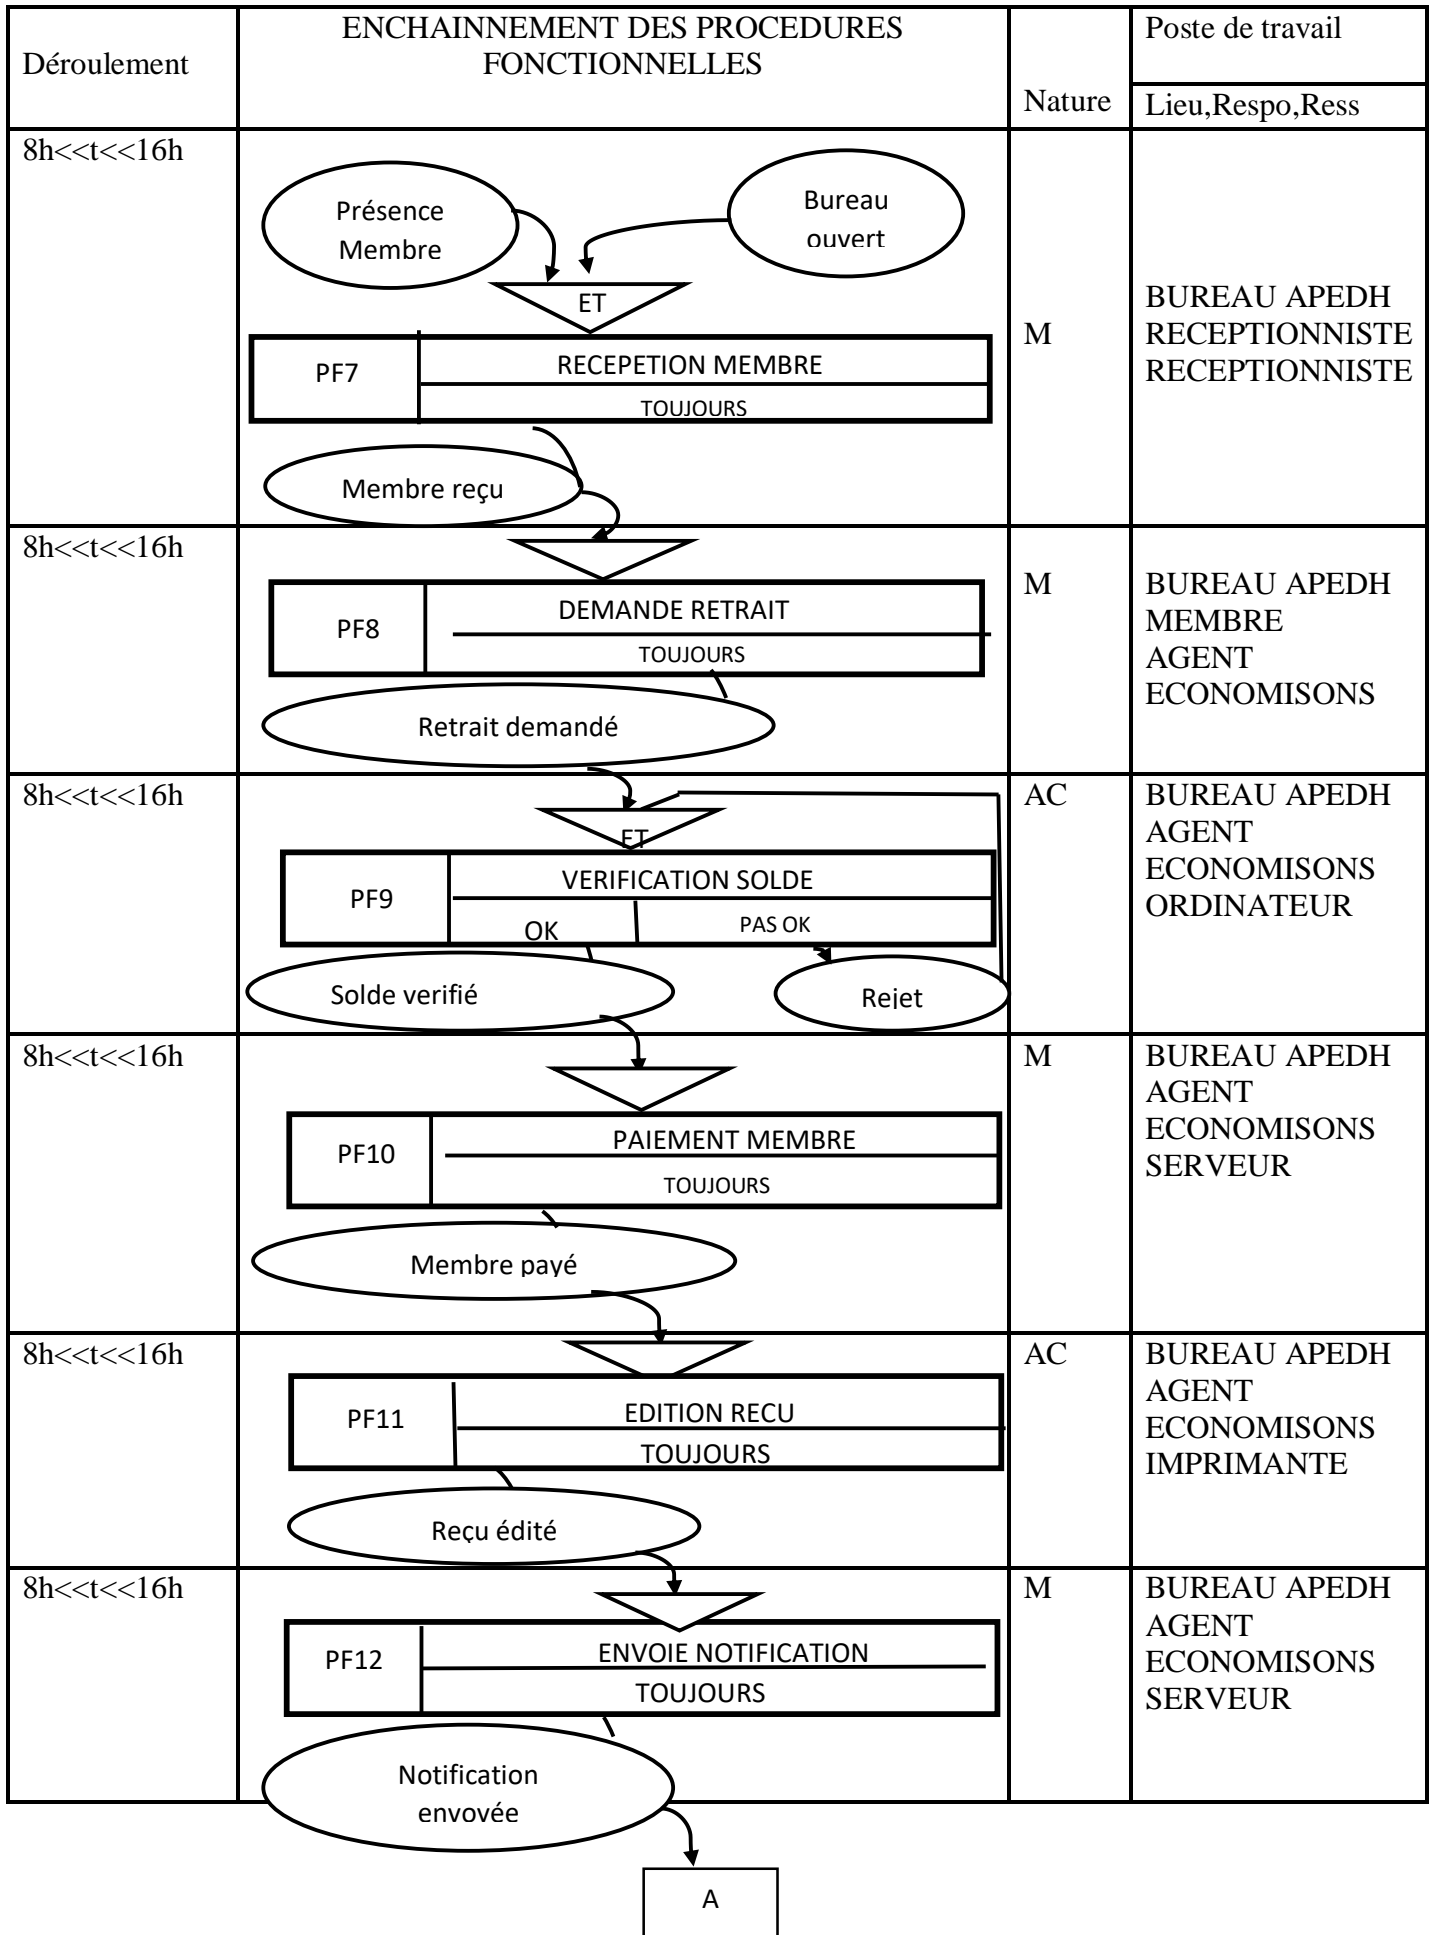 Déroulement
ENCHAINNEMENT DES PROCEDURES
FONCTIONNELLES
Nature
Poste de travail
Lieu,Respo,Ress
8h<<t<<16h
Présence
Membre
Bureau
ouvert
ET
PF7
RECEPETION MEMBRE
TOUJOURS
Membre reçu
M
BUREAU APEDH
RECEPTIONNISTE
RECEPTIONNISTE
8h<<t<<16h
PF8
DEMANDE RETRAIT
TOUJOURS
Retrait demandé
M
BUREAU APEDH
MEMBRE
AGENT
ECONOMISONS
8h<<t<<16h
ET
PF9
VERIFICATION SOLDE
OK
PAS OK
Solde verifié
Rejet
AC
BUREAU APEDH
AGENT
ECONOMISONS
ORDINATEUR
8h<<t<<16h
PF10
PAIEMENT MEMBRE
TOUJOURS
Membre payé
M
BUREAU APEDH
AGENT
ECONOMISONS
SERVEUR
8h<<t<<16h
PF11
EDITION RECU
TOUJOURS
Reçu édité
AC
BUREAU APEDH
AGENT
ECONOMISONS
IMPRIMANTE
8h<<t<<16h
PF12
ENVOIE NOTIFICATION
TOUJOURS
Notification
envoyée
M
BUREAU APEDH
AGENT
ECONOMISONS
SERVEUR
A